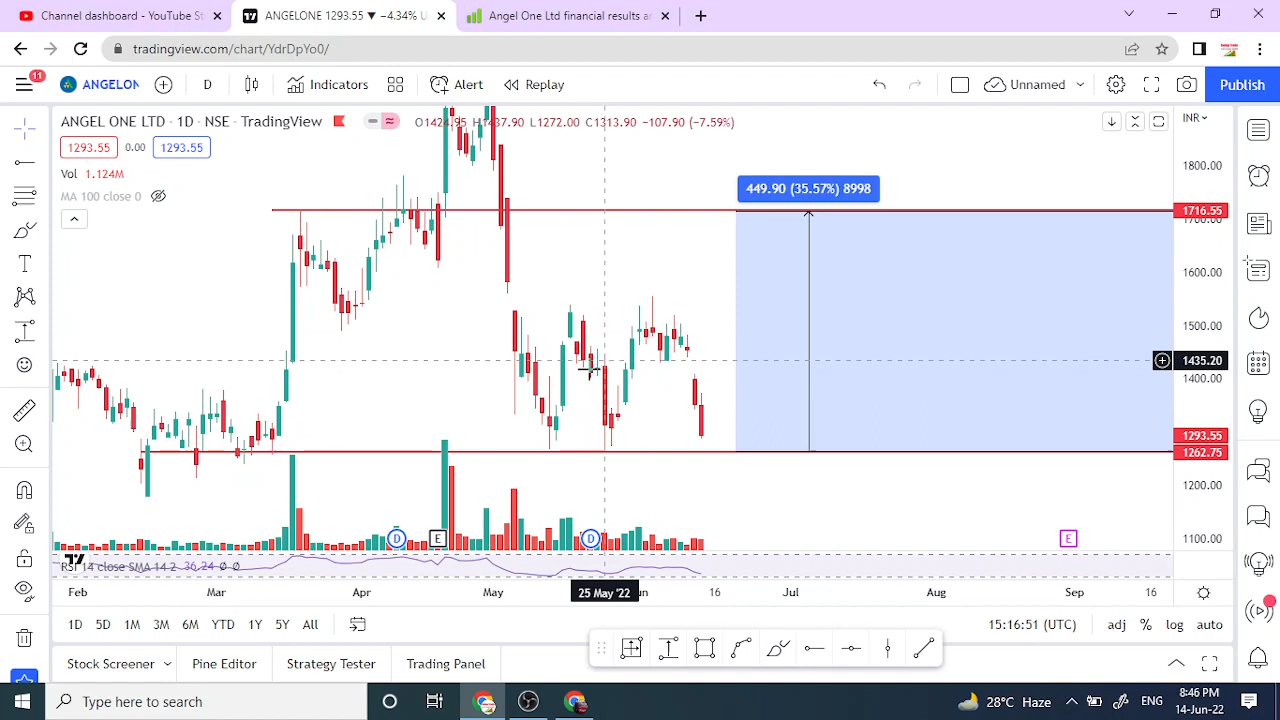 Dashboard - YouTube St
ANGELONE 1293.55 ▼ −4.34% U
Angel One Ltd financial results ar
tradingview.com/chart/YdrDpYo0/
11
ANGELON
D
Indicators
Alert
Replay
Unnamed
Publish
ANGEL ONE LTD · 1D · NSE · TradingView
O1424.95 H1437.90 L1272.00 C1313.90 −107.90 (−7.59%)
INR
1293.55
0.00
1293.55
Vol 1.124M
MA 100 close 0
449.90 (35.57%) 8998
1800.00
1716.55
1700.00
1600.00
1500.00
1435.20
1400.00
1293.55
1262.75
1200.00
1100.00
D
E
D
E
RSI 14 close SMA 14 2 36.24 Ø Ø
Feb
Mar
Apr
May
25 May '22
16
Jul
Aug
Sep
16
1D
5D
1M
3M
6M
YTD
1Y
5Y
All
15:16:51 (UTC)
adj
%
log
auto
Stock Screener
Pine Editor
Strategy Tester
Trading Panel
Type here to search
28°C Haze
ENG
8:46 PM
14-Jun-22